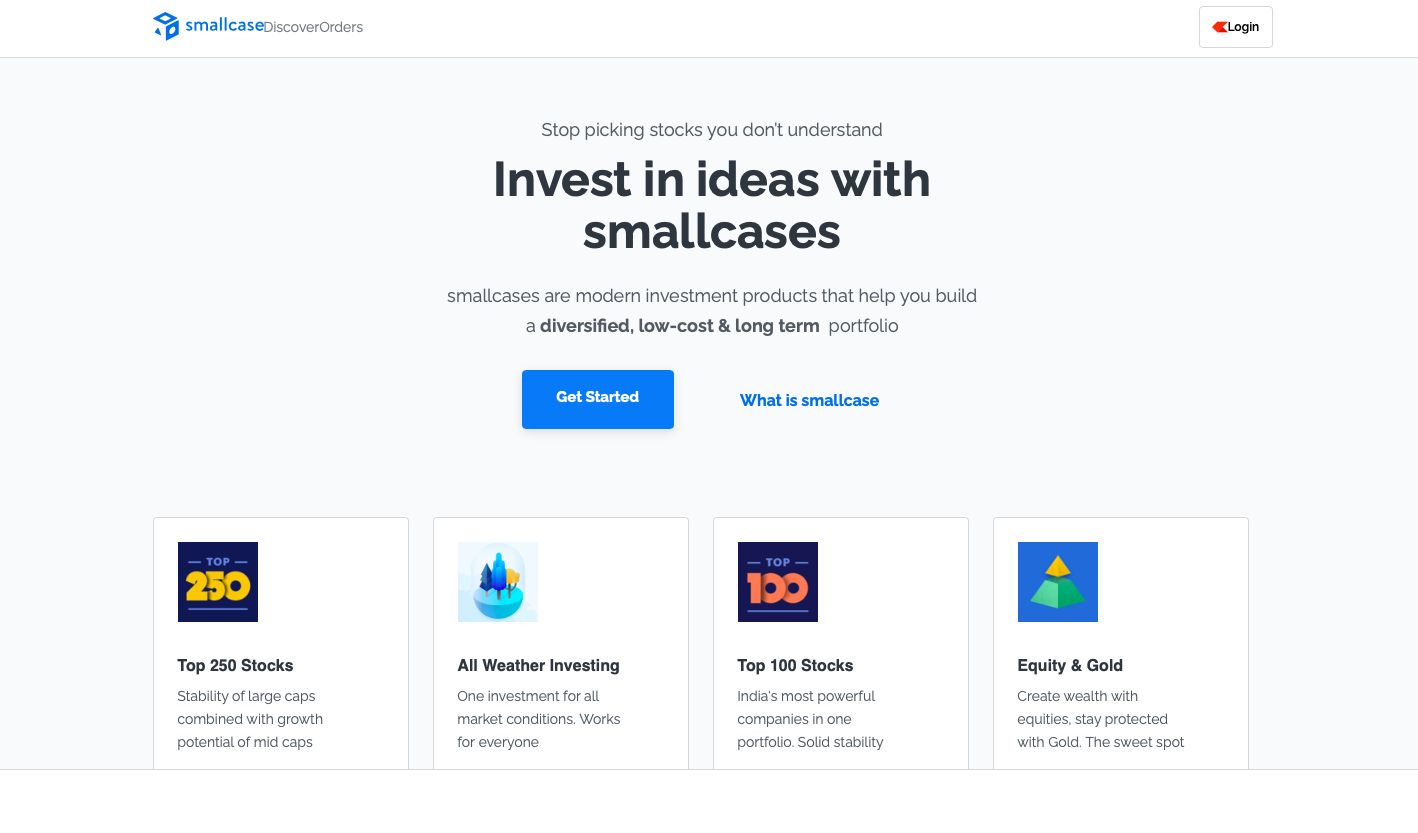 smallcase Discover Orders Login
Stop picking stocks you don't understand
Invest in ideas with
smallcases
smallcases are modern investment products that help you build
a diversified, low-cost & long term portfolio
Get Started What is smallcase
TOP 250
TOP 100
Top 250 Stocks
Stability of large caps
combined with growth
potential of mid caps
All Weather Investing
One investment for all
market conditions. Works
for everyone
Top 100 Stocks
India's most powerful
companies in one
portfolio. Solid stability
Equity & Gold
Create wealth with
equities, stay protected
with Gold. The sweet spot